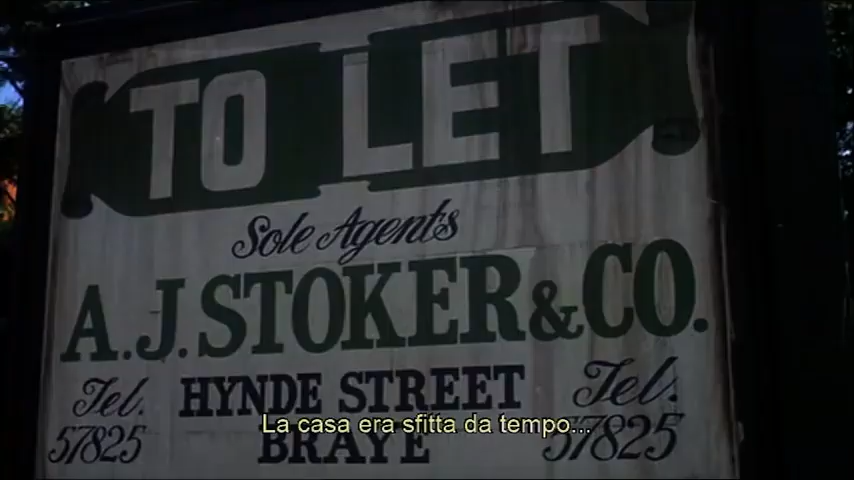 TO LET
Sole Agents
A.J. STOKER & CO.
Tel. HYNDE STREET Tel.
57825 BRAYE 57825
La casa era sfitta da tempo...